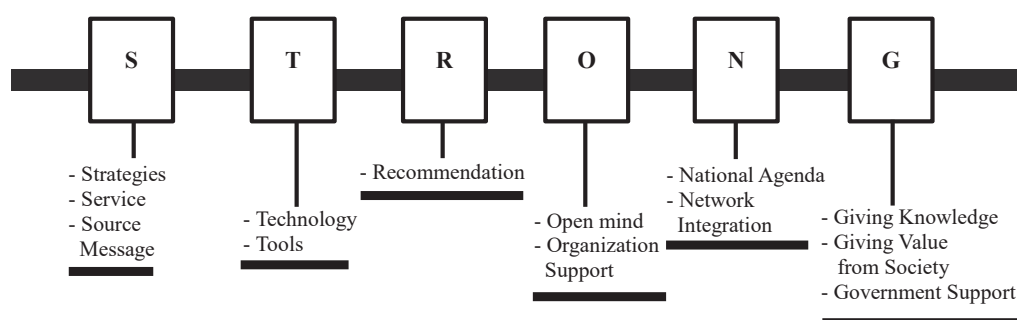 S
T
R
O
N
G
- Strategies
- Service
- Source
Message
- Technology
- Tools
- Recommendation
- Open mind
- Organization
Support
- National Agenda
- Network
Integration
- Giving Knowledge
- Giving Value
from Society
- Government Support